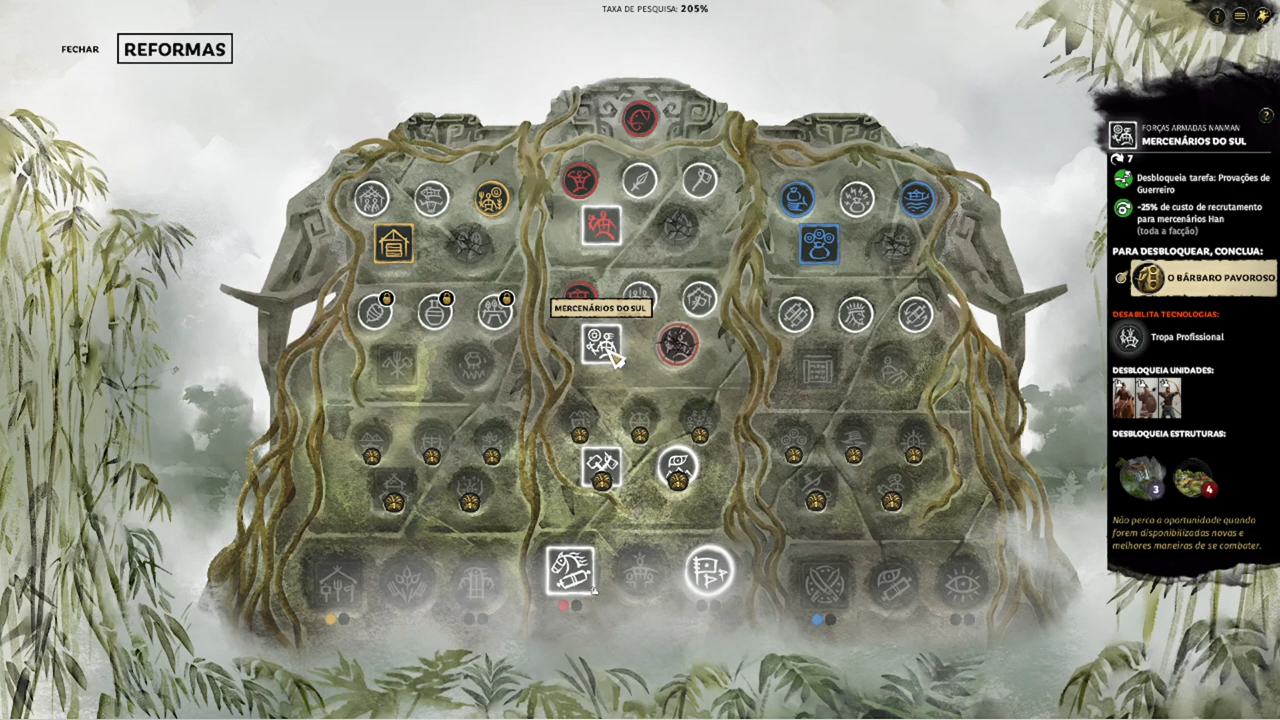 TAXA DE PESQUISA: 205%
FECHAR
REFORMAS
FORÇAS ARMADAS NANMAN
MERCENÁRIOS DO SUL
7
?
Desbloqueia tarefa: Provações de
Guerreiro
-25% de custo de recrutamento
para mercenários Han
(toda a facção)
PARA DESBLOQUEAR, CONCLUA:
O BÁRBARO PAVOROSO
MERCENÁRIOS DO SUL
DESABILITA TECNOLOGIAS:
Tropa Profissional
DESBLOQUEIA UNIDADES:
DESBLOQUEIA ESTRUTURAS:
3
4
Não perca a oportunidade quando
forem disponibilizadas novas e
melhores maneiras de se combater.